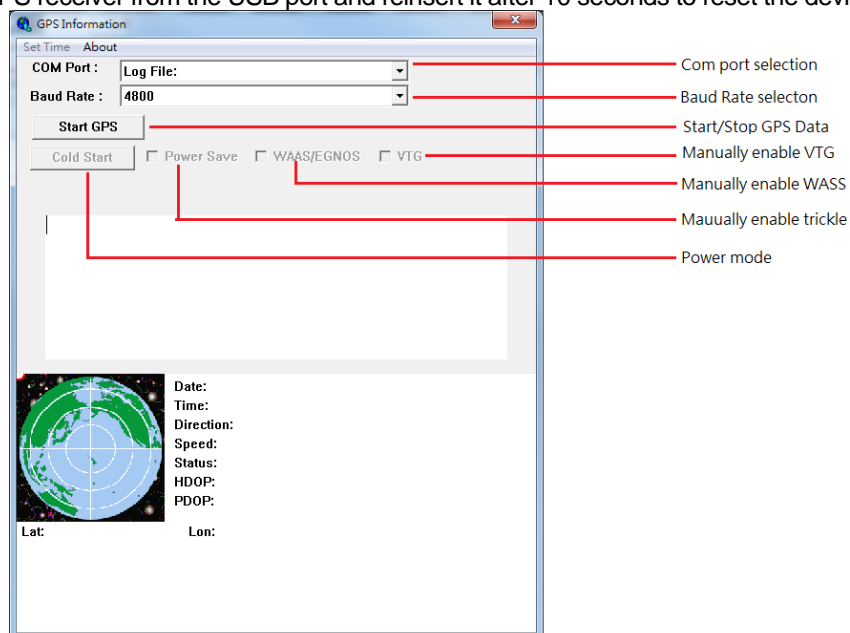 PS receiver from the USB port and reinsert it after 10 seconds to reset the devi
GPS Information
Set Time About
COM Port : Log File:
Com port selection
Baud Rate : 4800
Baud Rate selecton
Start GPS
Start/Stop GPS Data
Cold Start Power Save WAAS/EGNOS VTG
Manually enable VTG
Manually enable WASS
Mauually enable trickle
Power mode
Date:
Time:
Direction:
Speed:
Status:
HDOP:
PDOP:
Lat: Lon: